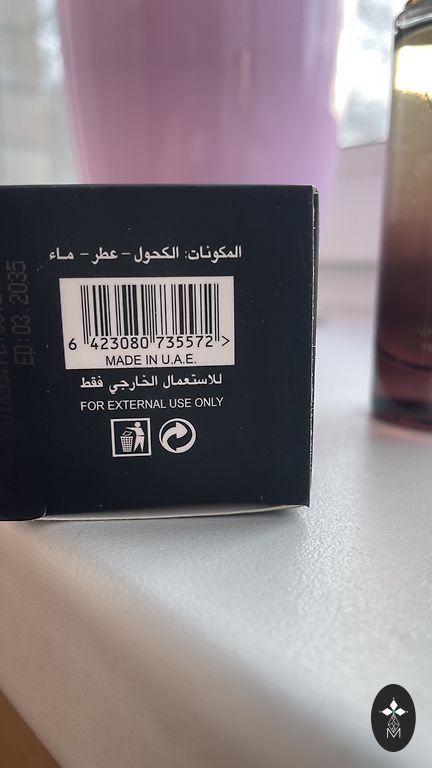 المكونات: الكحول - عطر - ماء
6 423080 735572 >
MADE IN U.A.E.
للاستعمال الخارجي فقط
FOR EXTERNAL USE ONLY
ED:03.2035
M